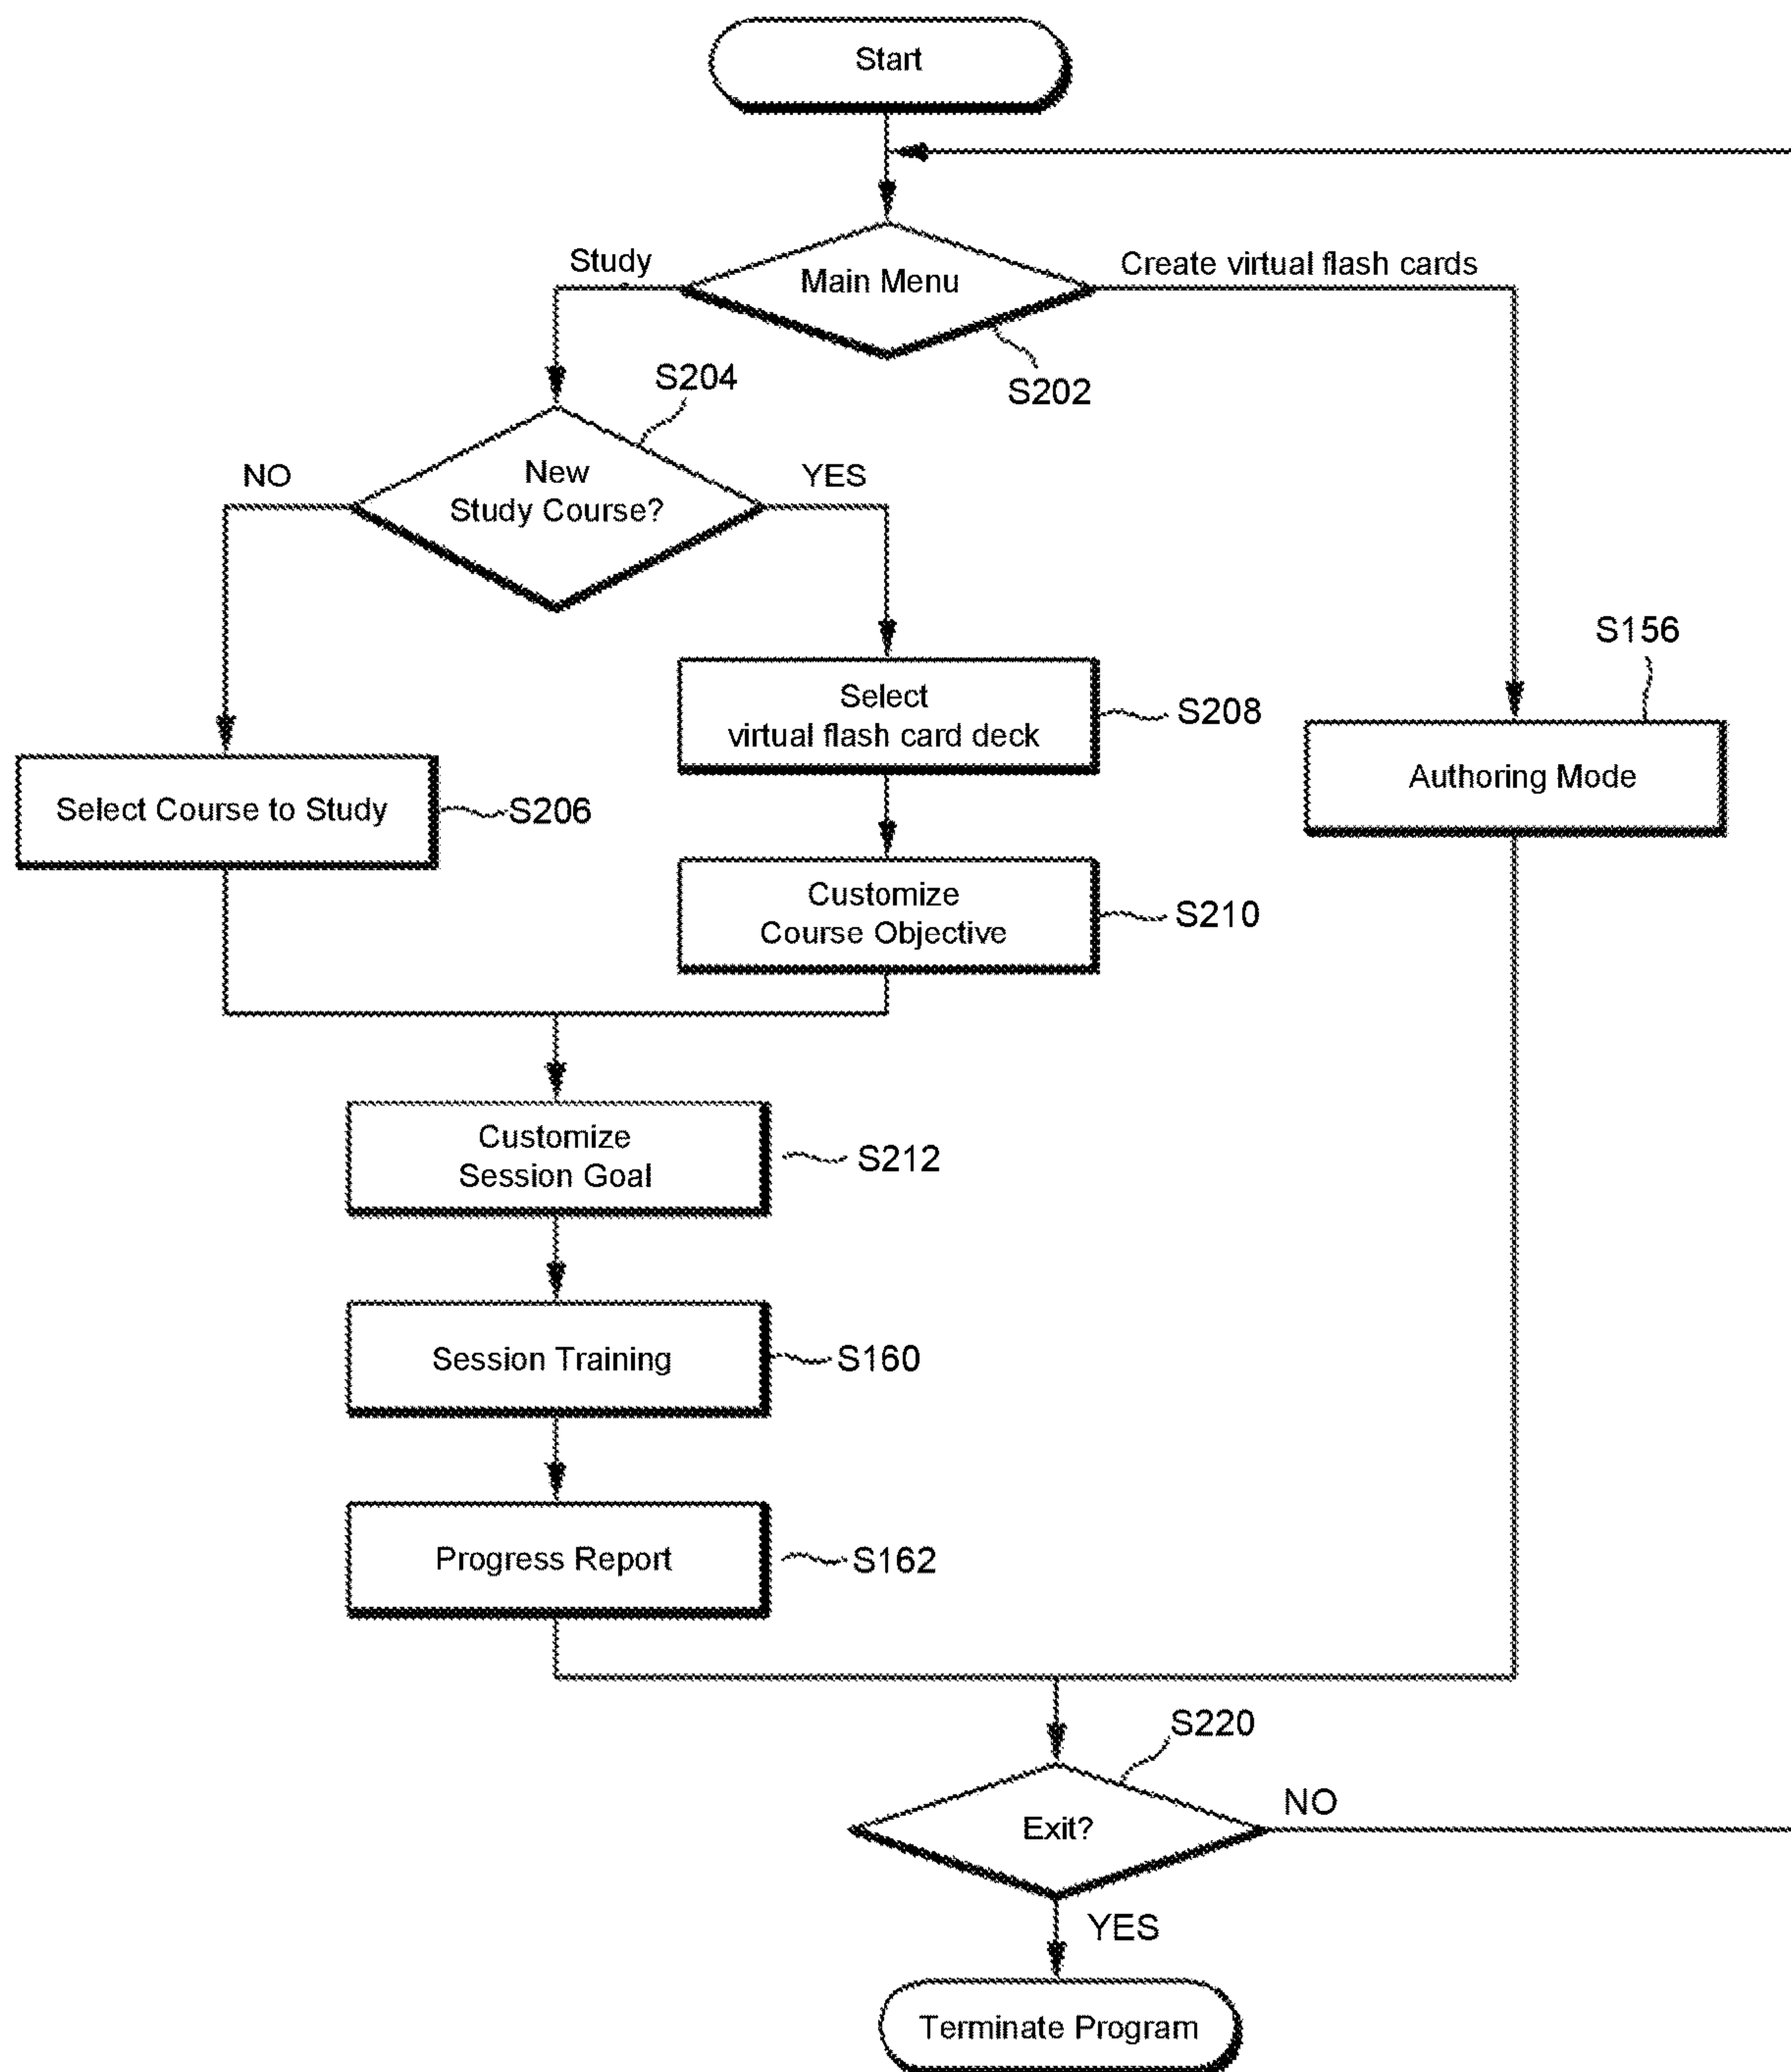 Start
Study
Main Menu
Create virtual flash cards
S202
S204
NO
New
Study Course?
YES
S156
Select
virtual flash card deck
S208
Authoring Mode
Select Course to Study
S206
Customize
Course Objective
S210
Customize
Session Goal
S212
Session Training
S160
Progress Report
S162
S220
Exit?
NO
YES
Terminate Program